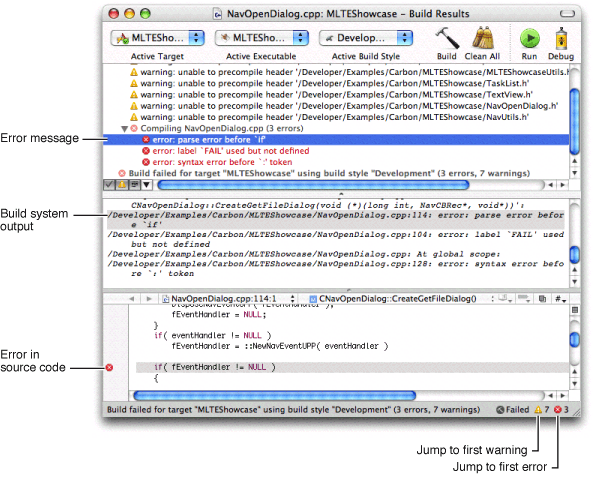 NavOpenDialog.cpp: MLTEShowcase – Build Results
MLTESho... MLTESho... Develop...
Active Target Active Executable Active Build Style Build Clean All Run Debug
warning: unable to precompile header '/Developer/Examples/Carbon/MLTEShowcase/MLTEShowcaseUtils.h'
warning: unable to precompile header '/Developer/Examples/Carbon/MLTEShowcase/TaskList.h'
warning: unable to precompile header '/Developer/Examples/Carbon/MLTEShowcase/TextView.h'
warning: unable to precompile header '/Developer/Examples/Carbon/MLTEShowcase/NavOpenDialog.h'
warning: unable to precompile header '/Developer/Examples/Carbon/MLTEShowcase/NavUtils.h'
Compiling NavOpenDialog.cpp (3 errors)
Error message
error: parse error before `if'
error: label `FAIL' used but not defined
error: syntax error before `:' token
Build failed for target "MLTEShowcase" using build style "Development" (3 errors, 7 warnings)
Build system
output
CNavOpenDialog::CreateGetFileDialog(void (*)(long int, NavCBRec*, void*))':
/Developer/Examples/Carbon/MLTEShowcase/NavOpenDialog.cpp:114: error: parse error befor
e `if'
/Developer/Examples/Carbon/MLTEShowcase/NavOpenDialog.cpp:104: error: label `FAIL' used
but not defined
/Developer/Examples/Carbon/MLTEShowcase/NavOpenDialog.cpp: At global scope:
/Developer/Examples/Carbon/MLTEShowcase/NavOpenDialog.cpp:128: error: syntax error befo
re `:' token
NavOpenDialog.cpp:114:1 CNavOpenDialog::CreateGetFileDialog() #
DisposeNavEventUPP( fEventHandler );
fEventHandler = NULL;
}
if( eventHandler != NULL )
fEventHandler = ::NewNavEventUPP( eventHandler )
Error in
source code
if( fEventHandler != NULL )
{
Build failed for target "MLTEShowcase" using build style "Development" (3 errors, 7 warnings) Failed 7 3
Jump to first warning
Jump to first error